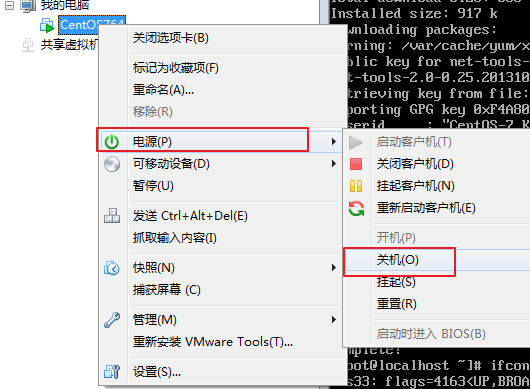 我的电脑
CentOS764
共享虚拟机
关闭选项卡(B)
标记为收藏项(F)
重命名(A)...
移除(R)
电源(P)
可移动设备(D)
暂停(U)
发送 Ctrl+Alt+Del(E)
抓取输入内容(I)
快照(N)
捕获屏幕 (C)
管理(M)
重新安装 VMware Tools(T)...
设置(S)...
启动客户机(T)
关闭客户机(D)
挂起客户机(N)
重新启动客户机(E)
开机(P)
关机(O)
挂起(S)
重置(R)
启动时进入 BIOS(B)
Installed size: 917 k
ownloading packages:
arning: /var/cache/yum/x
ublic key for net-tools-
et-tools-2.0-0.25.201310
etrieving key from file:
porting GPG key 0xF4A80
serid : "CentOS-7 K
oot@localhost ~]# ifcon
s33: flags=4163<UP,BROA